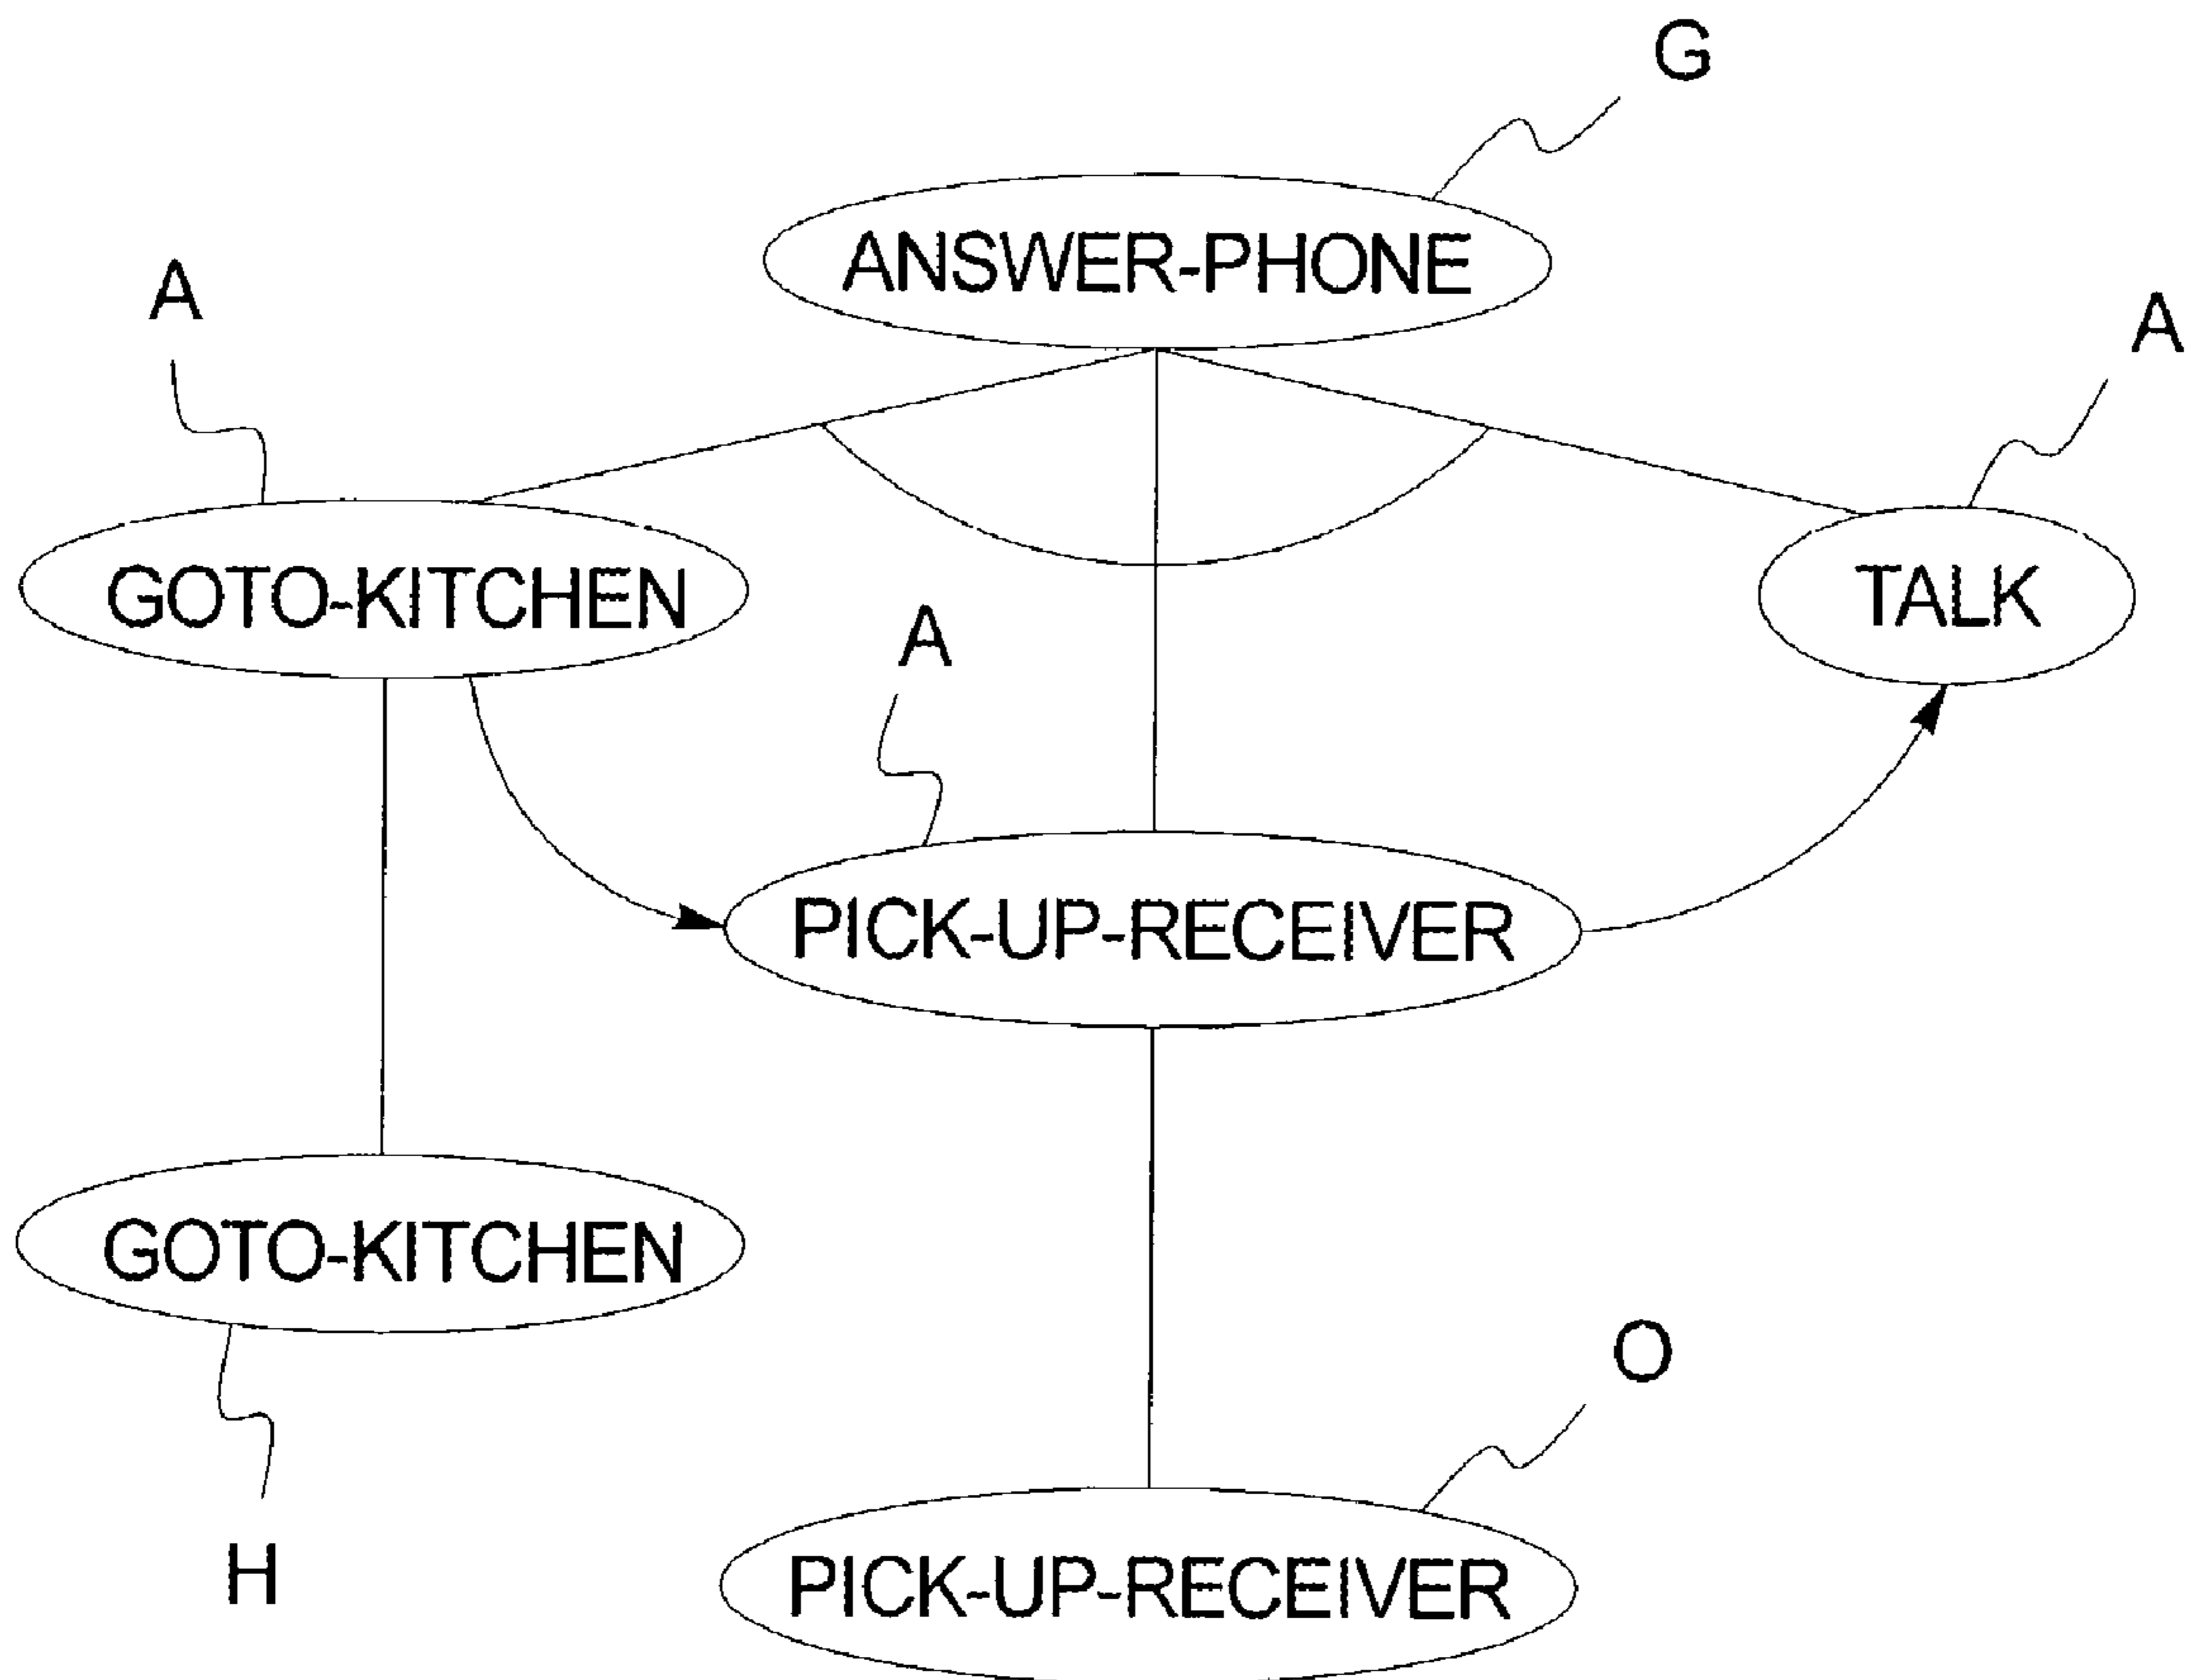 G
ANSWER-PHONE
A
A
GOTO-KITCHEN
TALK
A
PICK-UP-RECEIVER
GOTO-KITCHEN
O
H
PICK-UP-RECEIVER